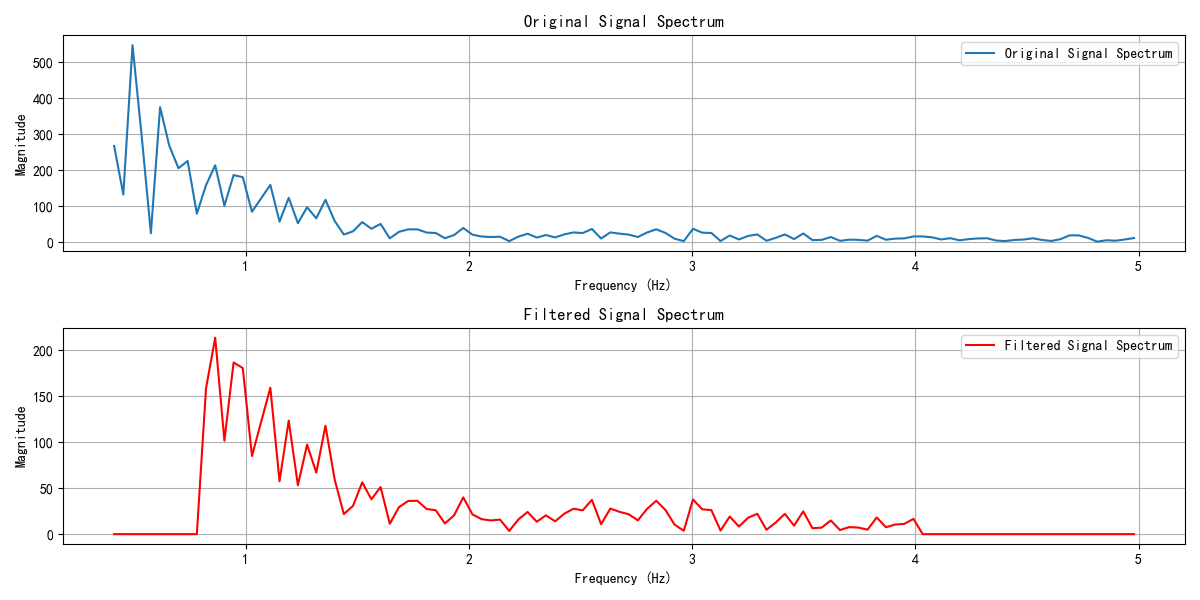 Original Signal Spectrum
Original Signal Spectrum
500
400
300
200
100
0
Magnitude
1 2 3 4 5
Frequency (Hz)
Filtered Signal Spectrum
Filtered Signal Spectrum
200
150
100
50
0
Magnitude
1 2 3 4 5
Frequency (Hz)